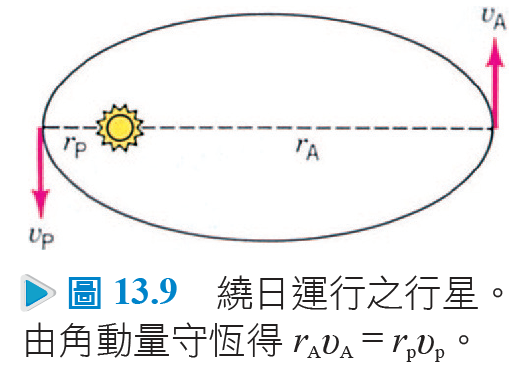 vA
rP
rA
vP
圖 13.9 繞日運行之行星。
由角動量守恆得 rAvA = rpvp。